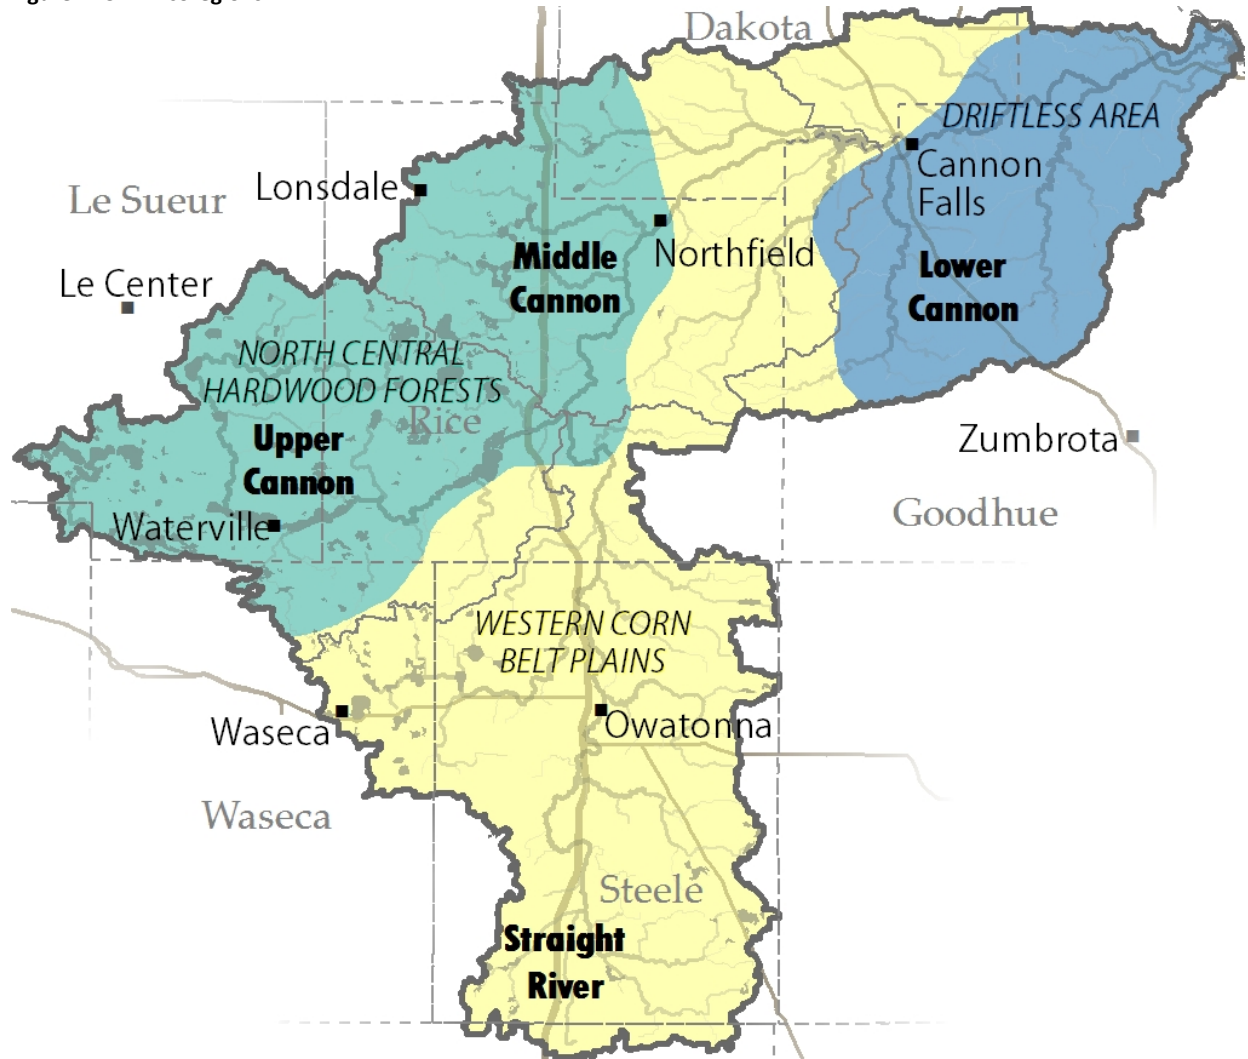 Dakota
DRIFTLESS AREA
Cannon
Falls
Lonsdale
Le Sueur
Middle
Cannon
Northfield
Lower
Cannon
Le Center
NORTH CENTRAL
HARDWOOD FORESTS
Rice
Upper
Cannon
Zumbrota
Waterville
Goodhue
WESTERN CORN
BELT PLAINS
Waseca
Owatonna
Waseca
Steele
Straight
River